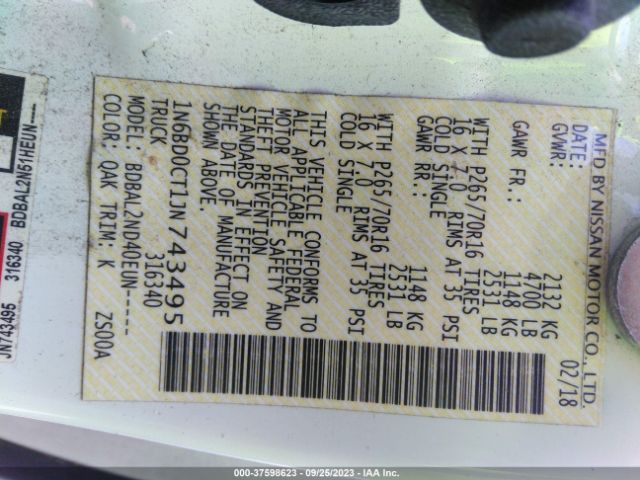 MFD BY NISSAN MOTOR CO., LTD.
DATE: 02/18
GVWR: 2132 KG
4700 LB
GAWR FR.: 1148 KG
2531 LB
WITH P265/70R16 TIRES
16 X 7.0 RIMS AT 35 PSI
COLD SINGLE
GAWR RR.: 1148 KG
2531 LB
WITH P265/70R16 TIRES
16 X 7.0 RIMS AT 35 PSI
COLD SINGLE
THIS VEHICLE CONFORMS TO
ALL APPLICABLE FEDERAL
MOTOR VEHICLE SAFETY AND
THEFT PREVENTION
STANDARDS IN EFFECT ON
THE DATE OF MANUFACTURE
SHOWN ABOVE.
1N6BD0CT1JN743495
TRUCK 316340
MODEL: BDBAL2ND40EUN-----
COLOR: QAK TRIM: K ZS00A
JN743495 316340 BDBAL2N51HEUN----
000-37598623 - 09/25/2023 - IAA Inc.